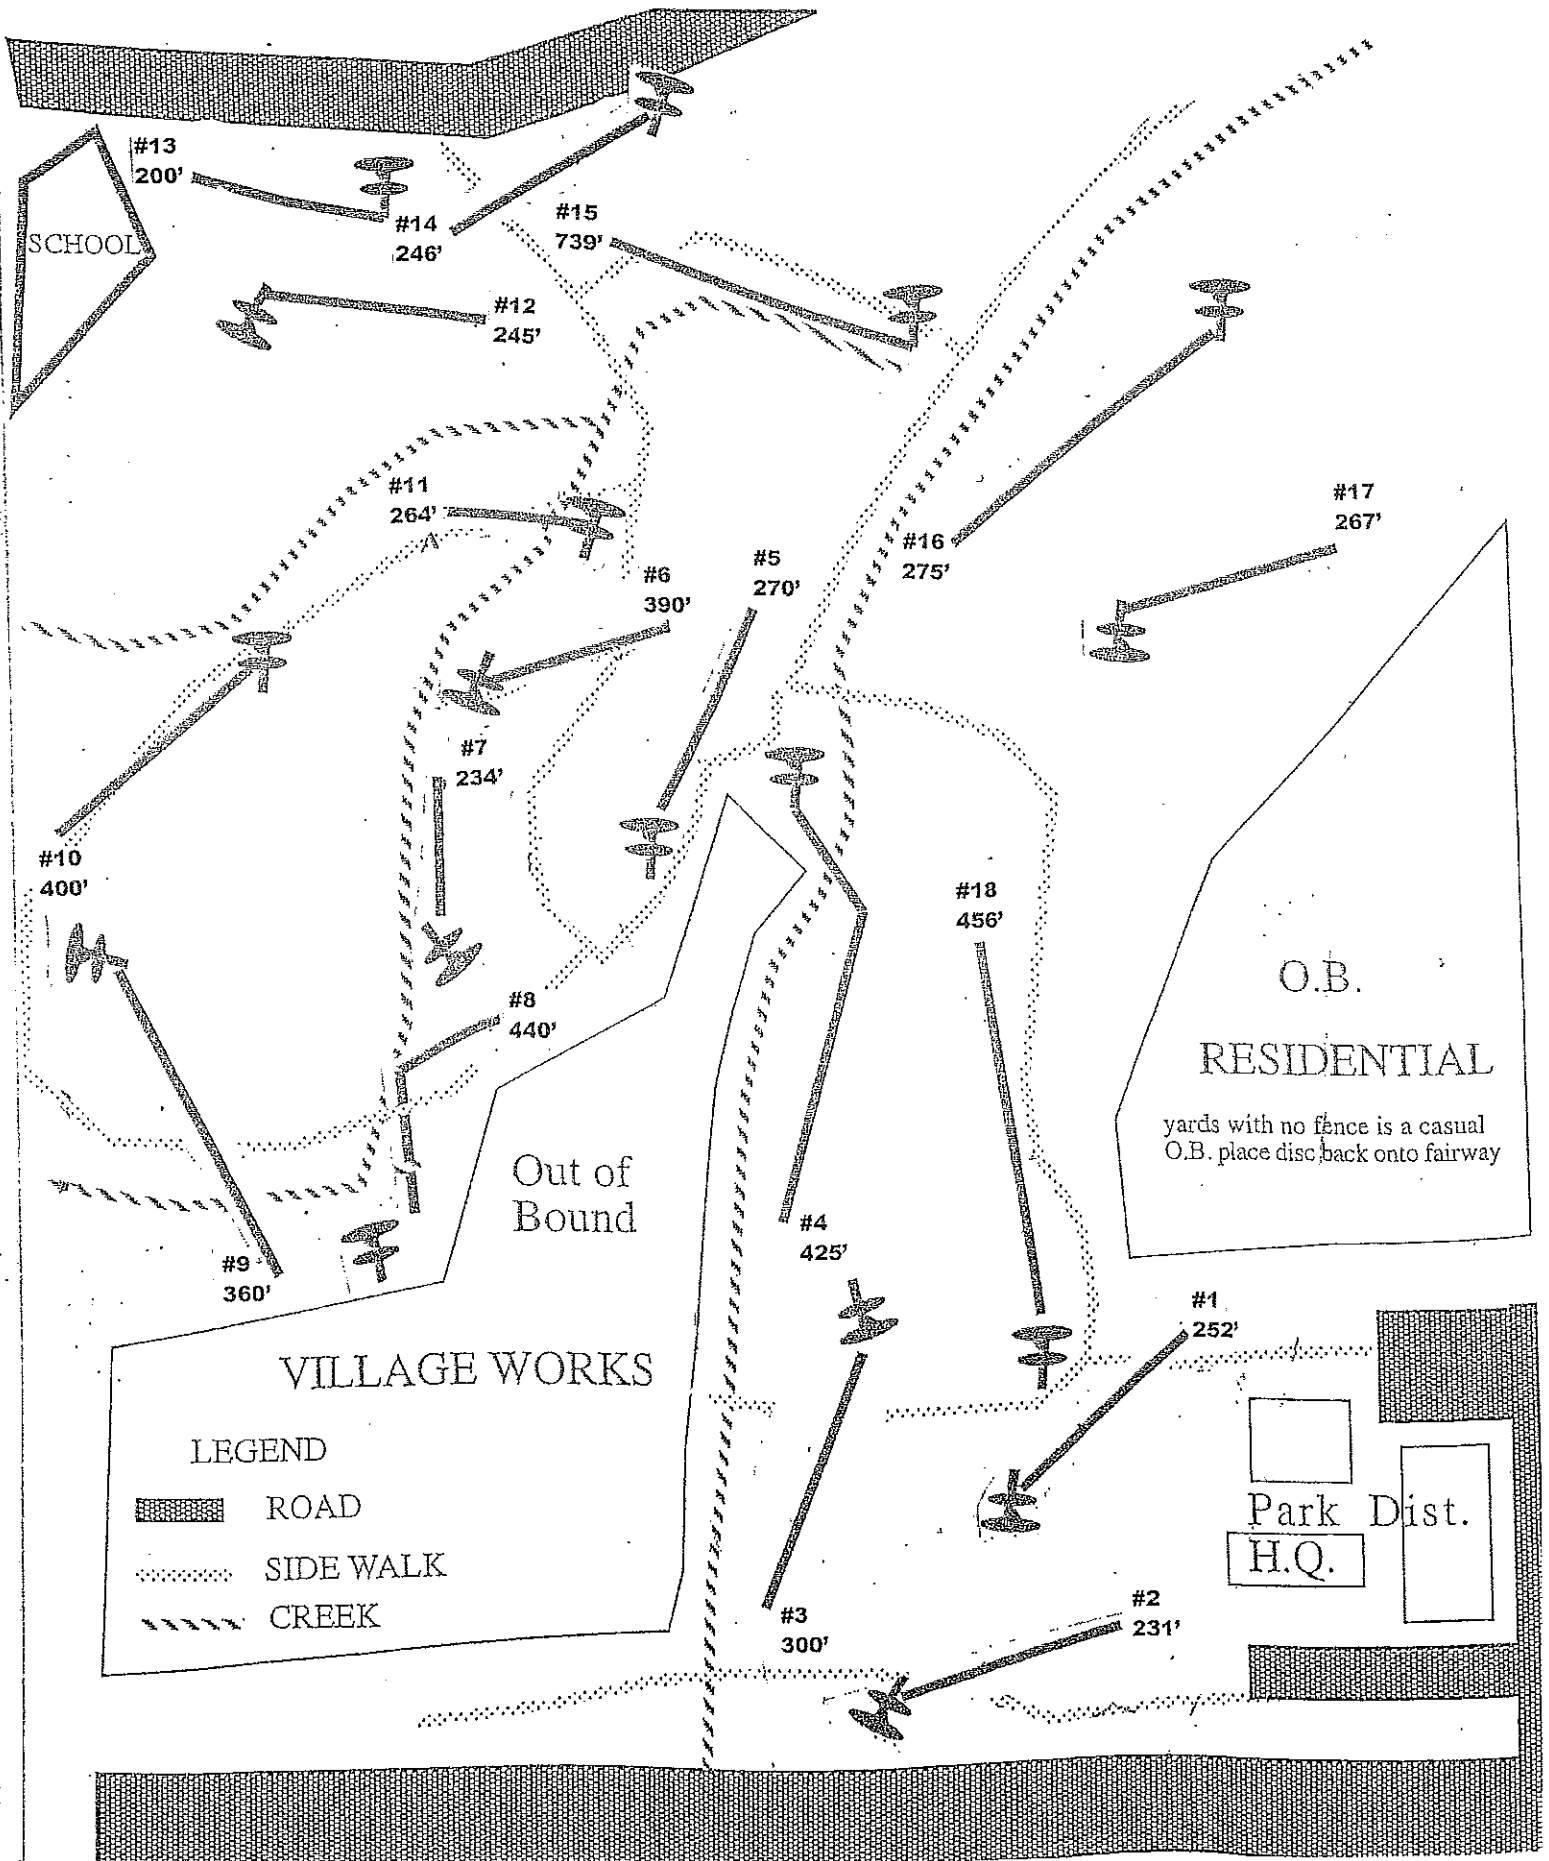 #13
200'
SCHOOL
#14
246'
#15
739'
#12
245'
#11
264'
#17
267'
#16
275'
#5
270'
#6
390'
#7
234'
#10
400'
#18
456'
#8
440'
O.B.
RESIDENTIAL
yards with no fence is a casual
O.B. place disc back onto fairway
Out of
Bound
#4
425'
#9
360'
#1
252'
VILLAGE WORKS
LEGEND
ROAD
SIDE WALK
CREEK
Park Dist.
H.Q.
#3
300'
#2
231'